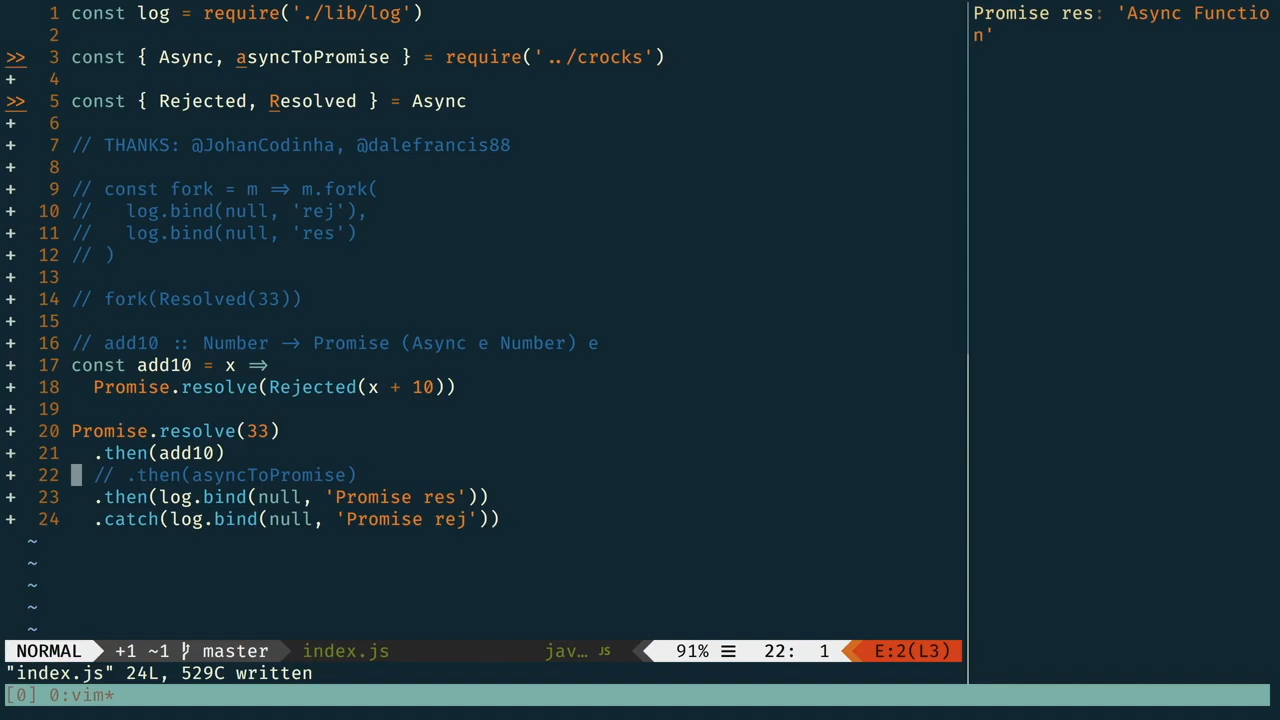 1 const log = require('./lib/log')
2
>> 3 const { Async, asyncToPromise } = require('../crocks')
+ 4
>> 5 const { Rejected, Resolved } = Async
+ 6
+ 7 // THANKS: @JohanCodinha, @dalefrancis88
+ 8
+ 9 // const fork = m => m.fork(
+ 10 //   log.bind(null, 'rej'),
+ 11 //   log.bind(null, 'res')
+ 12 // )
+ 13
+ 14 // fork(Resolved(33))
+ 15
+ 16 // add10 :: Number -> Promise (Async e Number) e
+ 17 const add10 = x =>
+ 18   Promise.resolve(Rejected(x + 10))
+ 19
+ 20 Promise.resolve(33)
+ 21   .then(add10)
+ 22   // .then(asyncToPromise)
+ 23   .then(log.bind(null, 'Promise res'))
+ 24   .catch(log.bind(null, 'Promise rej'))
~
~
~
~
~
NORMAL +1 ~1 master index.js jav… JS 91% ☰ 22: 1 E:2(L3)
"index.js" 24L, 529C written
[0] 0:vim*
Promise res: 'Async Functio
n'